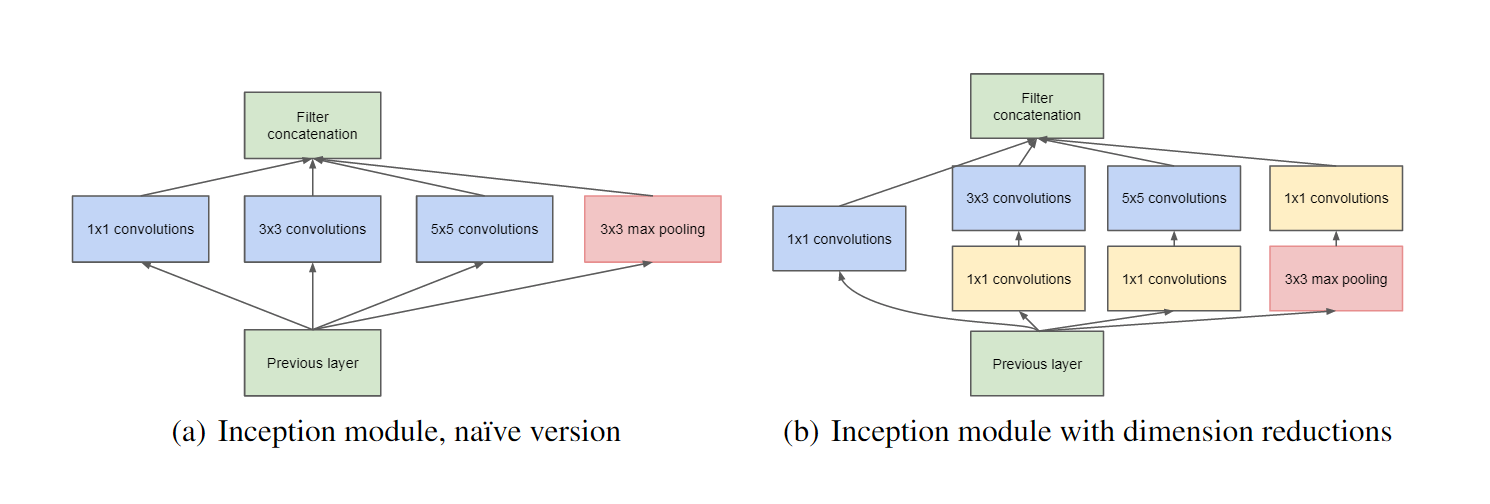 Filter
concatenation
1x1 convolutions
3x3 convolutions
5x5 convolutions
3x3 max pooling
Previous layer
(a) Inception module, naïve version
Filter
concatenation
3x3 convolutions
5x5 convolutions
1x1 convolutions
1x1 convolutions
1x1 convolutions
1x1 convolutions
3x3 max pooling
Previous layer
(b) Inception module with dimension reductions